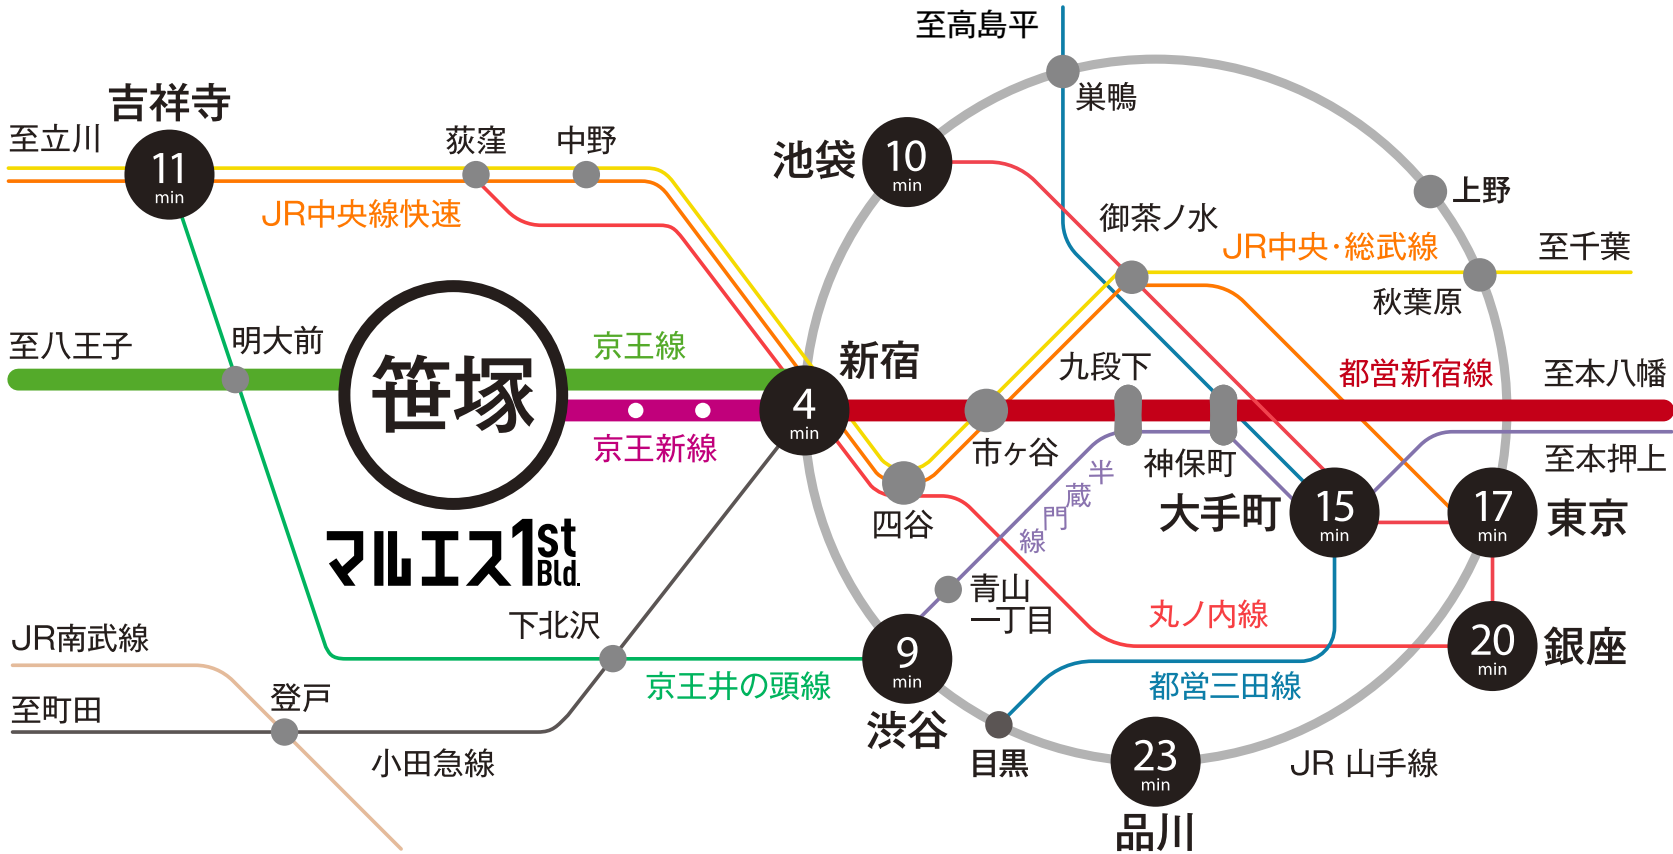 至高島平
巣鴨
吉祥寺
至立川
11
min
荻窪
中野
JR中央線快速
池袋
10
min
上野
御茶ノ水
JR中央・総武線
至千葉
秋葉原
至八王子
明大前
笹塚
京王線
京王新線
新宿
4
min
九段下
都営新宿線
至本八幡
市ヶ谷
神保町
至本押上
半蔵門線
四谷
大手町
15
min
17
min
東京
マルエス1st
Bld.
青山
一丁目
丸ノ内線
20
min
銀座
JR南武線
下北沢
9
min
渋谷
京王井の頭線
都営三田線
至町田
登戸
小田急線
目黒
23
min
品川
JR 山手線